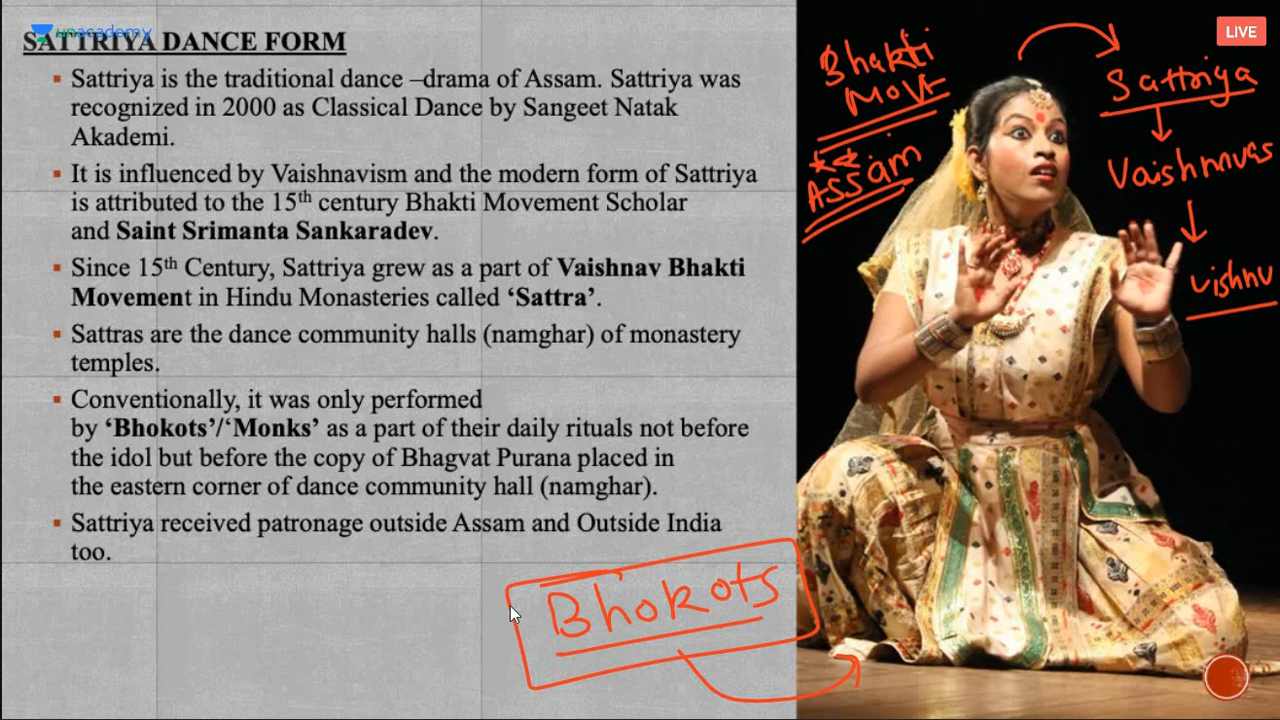 unacademy
SATTRIYA DANCE FORM
▪ Sattriya is the traditional dance –drama of Assam. Sattriya was
recognized in 2000 as Classical Dance by Sangeet Natak
Akademi.
▪ It is influenced by Vaishnavism and the modern form of Sattriya
is attributed to the 15th century Bhakti Movement Scholar
and Saint Srimanta Sankaradev.
▪ Since 15th Century, Sattriya grew as a part of Vaishnav Bhakti
Movement in Hindu Monasteries called ‘Sattra’.
▪ Sattras are the dance community halls (namghar) of monastery
temples.
▪ Conventionally, it was only performed
by ‘Bhokots’/‘Monks’ as a part of their daily rituals not before
the idol but before the copy of Bhagvat Purana placed in
the eastern corner of dance community hall (namghar).
▪ Sattriya received patronage outside Assam and Outside India
too.
Bhokots
Bhakti
Movt
ASSAM
LIVE
Sattriya
Vaishnvas
Vishnu